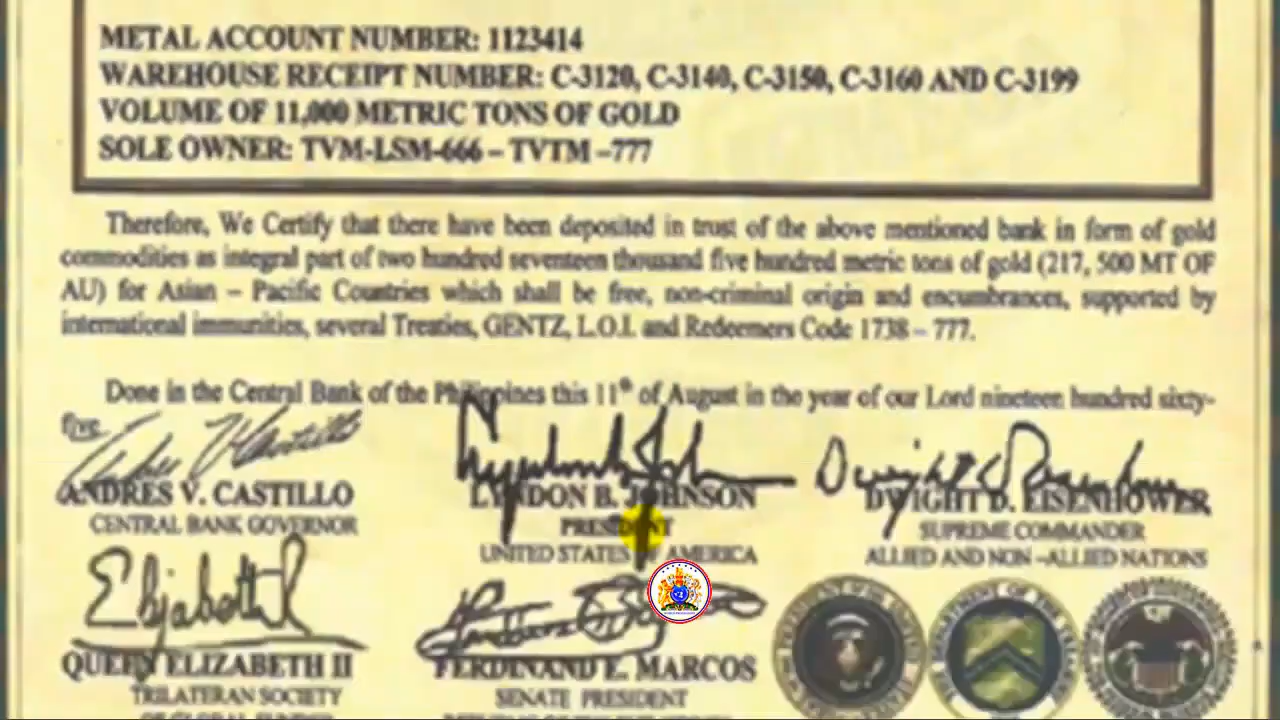 METAL ACCOUNT NUMBER: 1123414
WAREHOUSE RECEIPT NUMBER: C-3120, C-3140, C-3150, C-3160 AND C-3199
VOLUME OF 11,000 METRIC TONS OF GOLD
SOLE OWNER: TVM-LSM-666 – TVTM –777
Therefore, We Certify that there have been deposited in trust of the above mentioned bank in form of gold
commodities as integral part of two hundred seventeen thousand five hundred metric tons of gold (217, 500 MT OF
AU) for Asian – Pacific Countries which shall be free, non-criminal origin and encumbrances, supported by
international immunities, several Treaties, GENTZ, L.O.I. and Redeemers Code 1738 – 777.
Done in the Central Bank of the Philippines this 11th of August in the year of our Lord nineteen hundred sixty-
five.
ANDRES V. CASTILLO LYNDON B. JOHNSON DWIGHT D. EISENHOWER
CENTRAL BANK GOVERNOR PRESIDENT SUPREME COMMANDER
UNITED STATES OF AMERICA ALLIED AND NON –ALLIED NATIONS
QUEEN ELIZABETH II FERDINAND E. MARCOS
TRILATERAN SOCIETY SENATE PRESIDENT